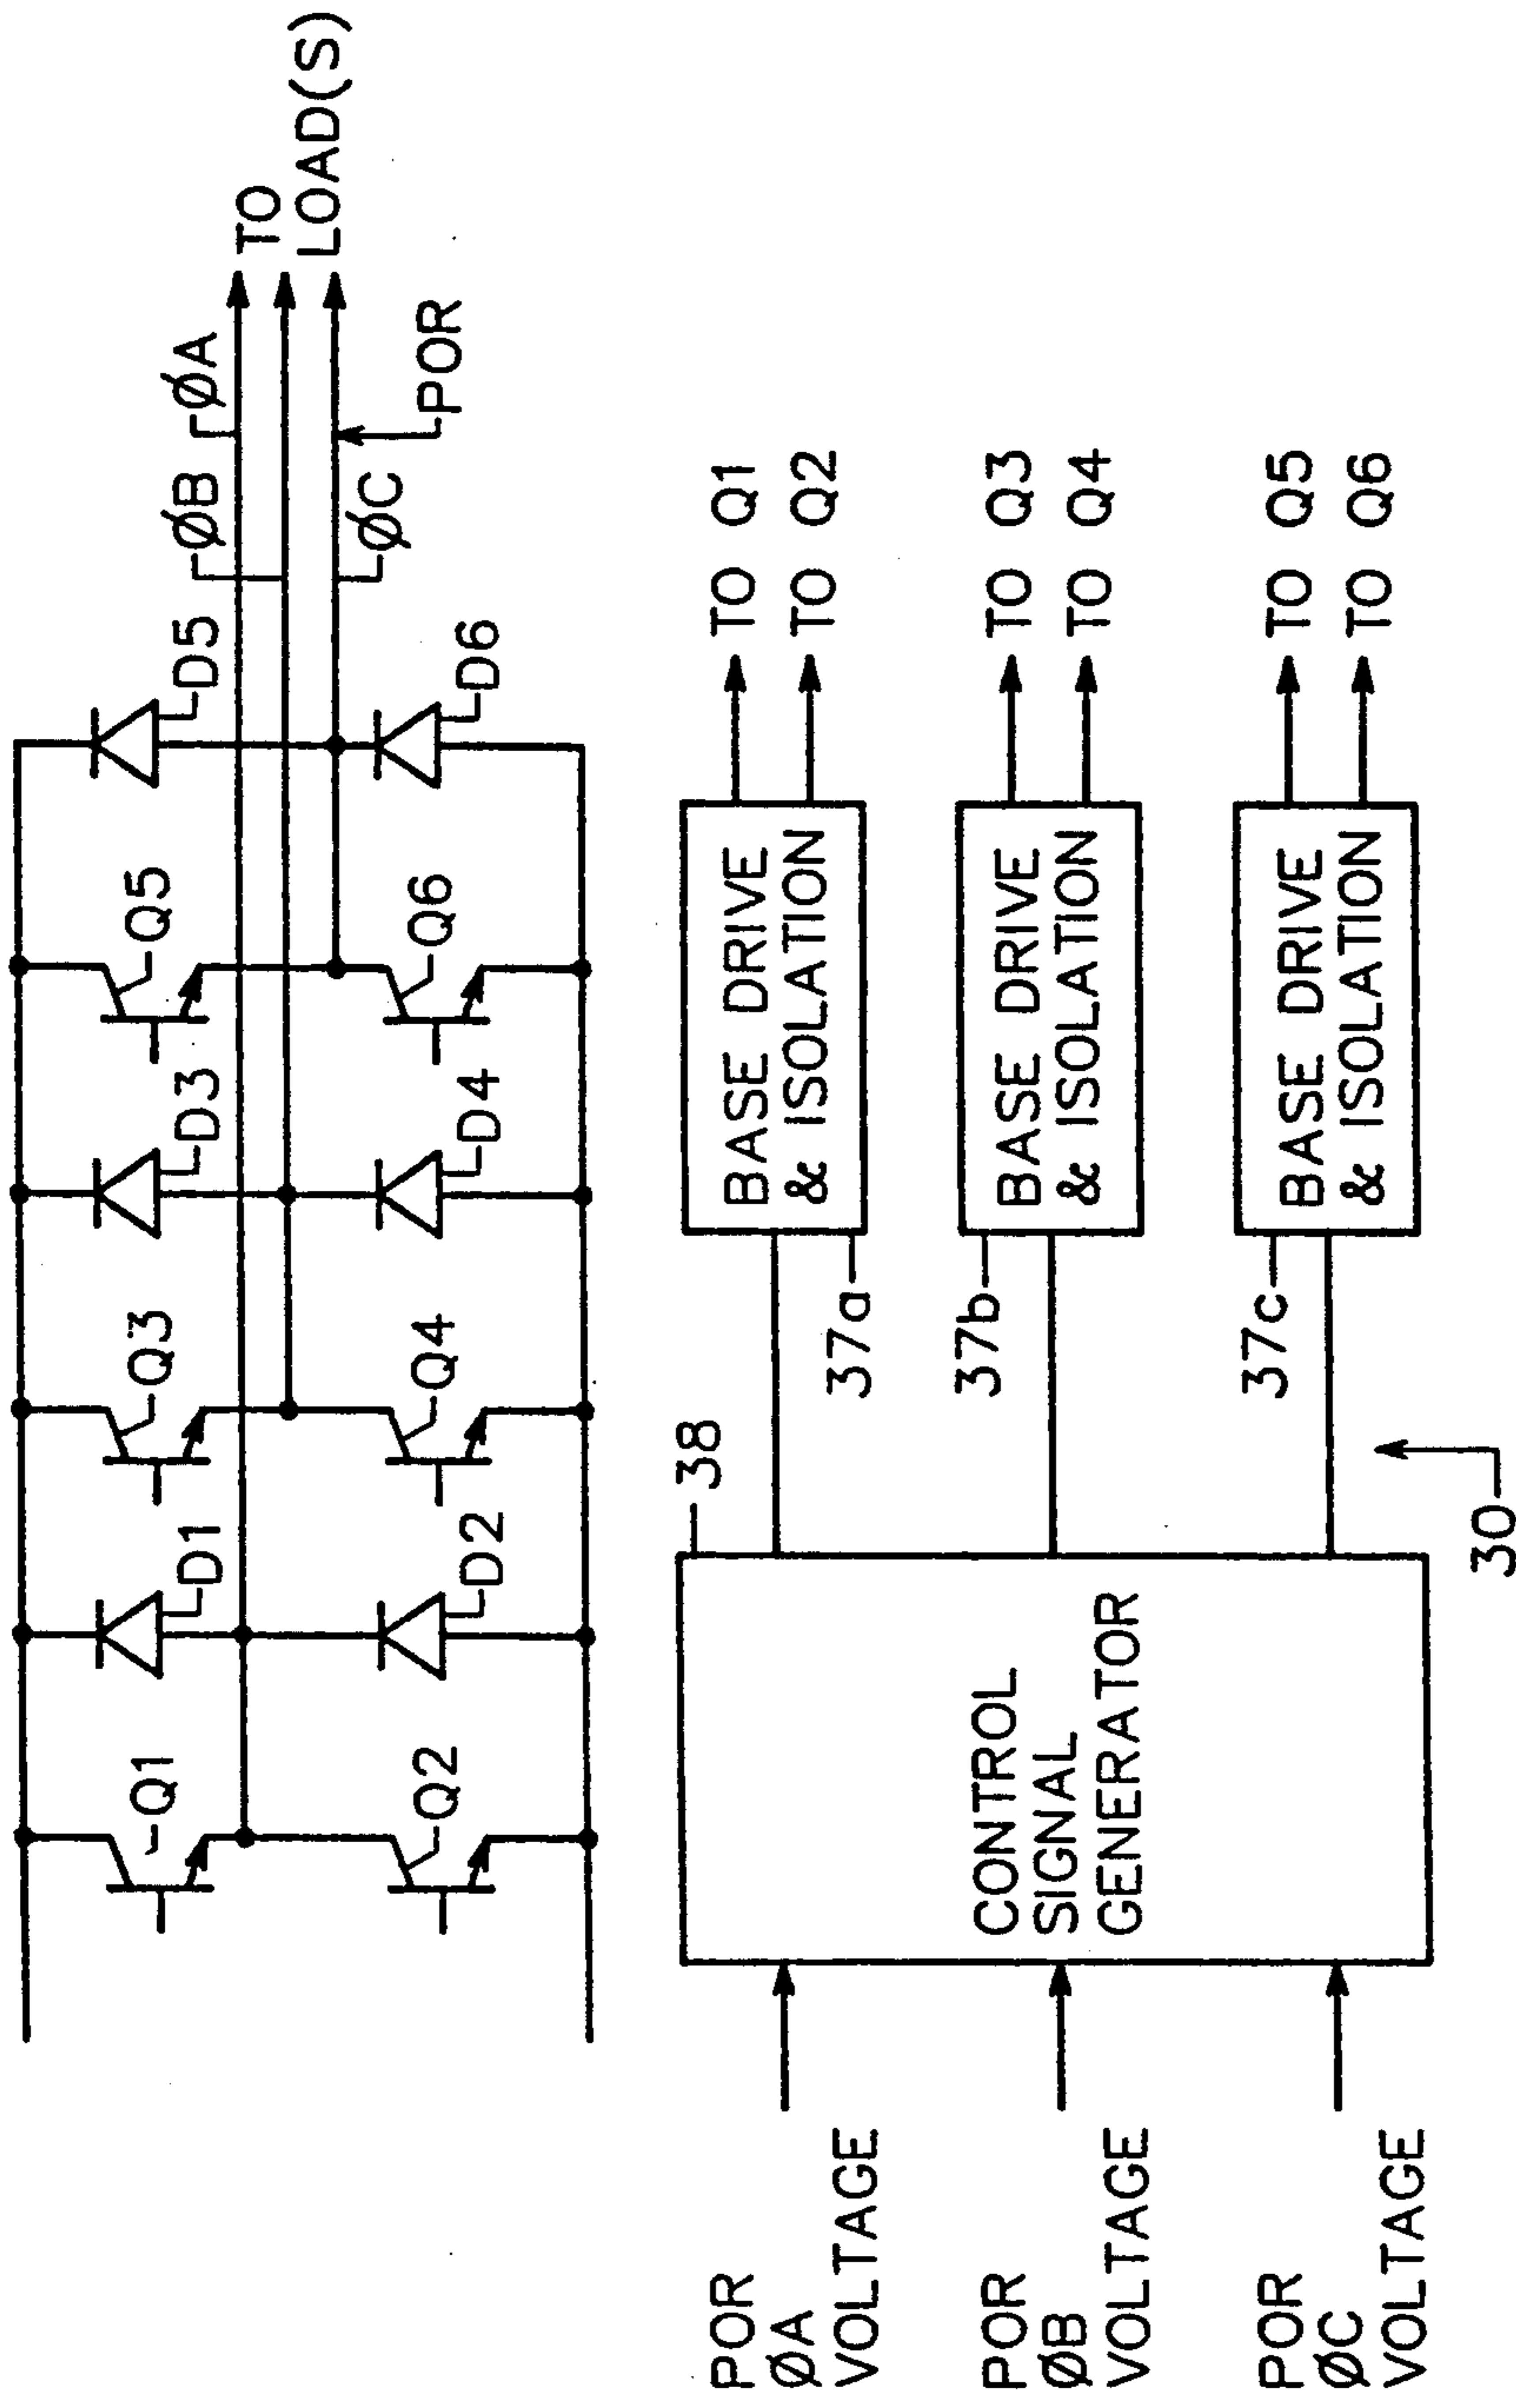 Q1
D1
Q3
D3
Q5
D5
ØB
ØA
TO
LOAD(S)
Q2
D2
Q4
D4
Q6
D6
ØC
POR
POR
ØA
VOLTAGE
POR
ØB
VOLTAGE
POR
ØC
VOLTAGE
CONTROL
SIGNAL
GENERATOR
38
37a
BASE DRIVE
& ISOLATION
TO Q1
TO Q2
37b
BASE DRIVE
& ISOLATION
TO Q3
TO Q4
37c
BASE DRIVE
& ISOLATION
TO Q5
TO Q6
30